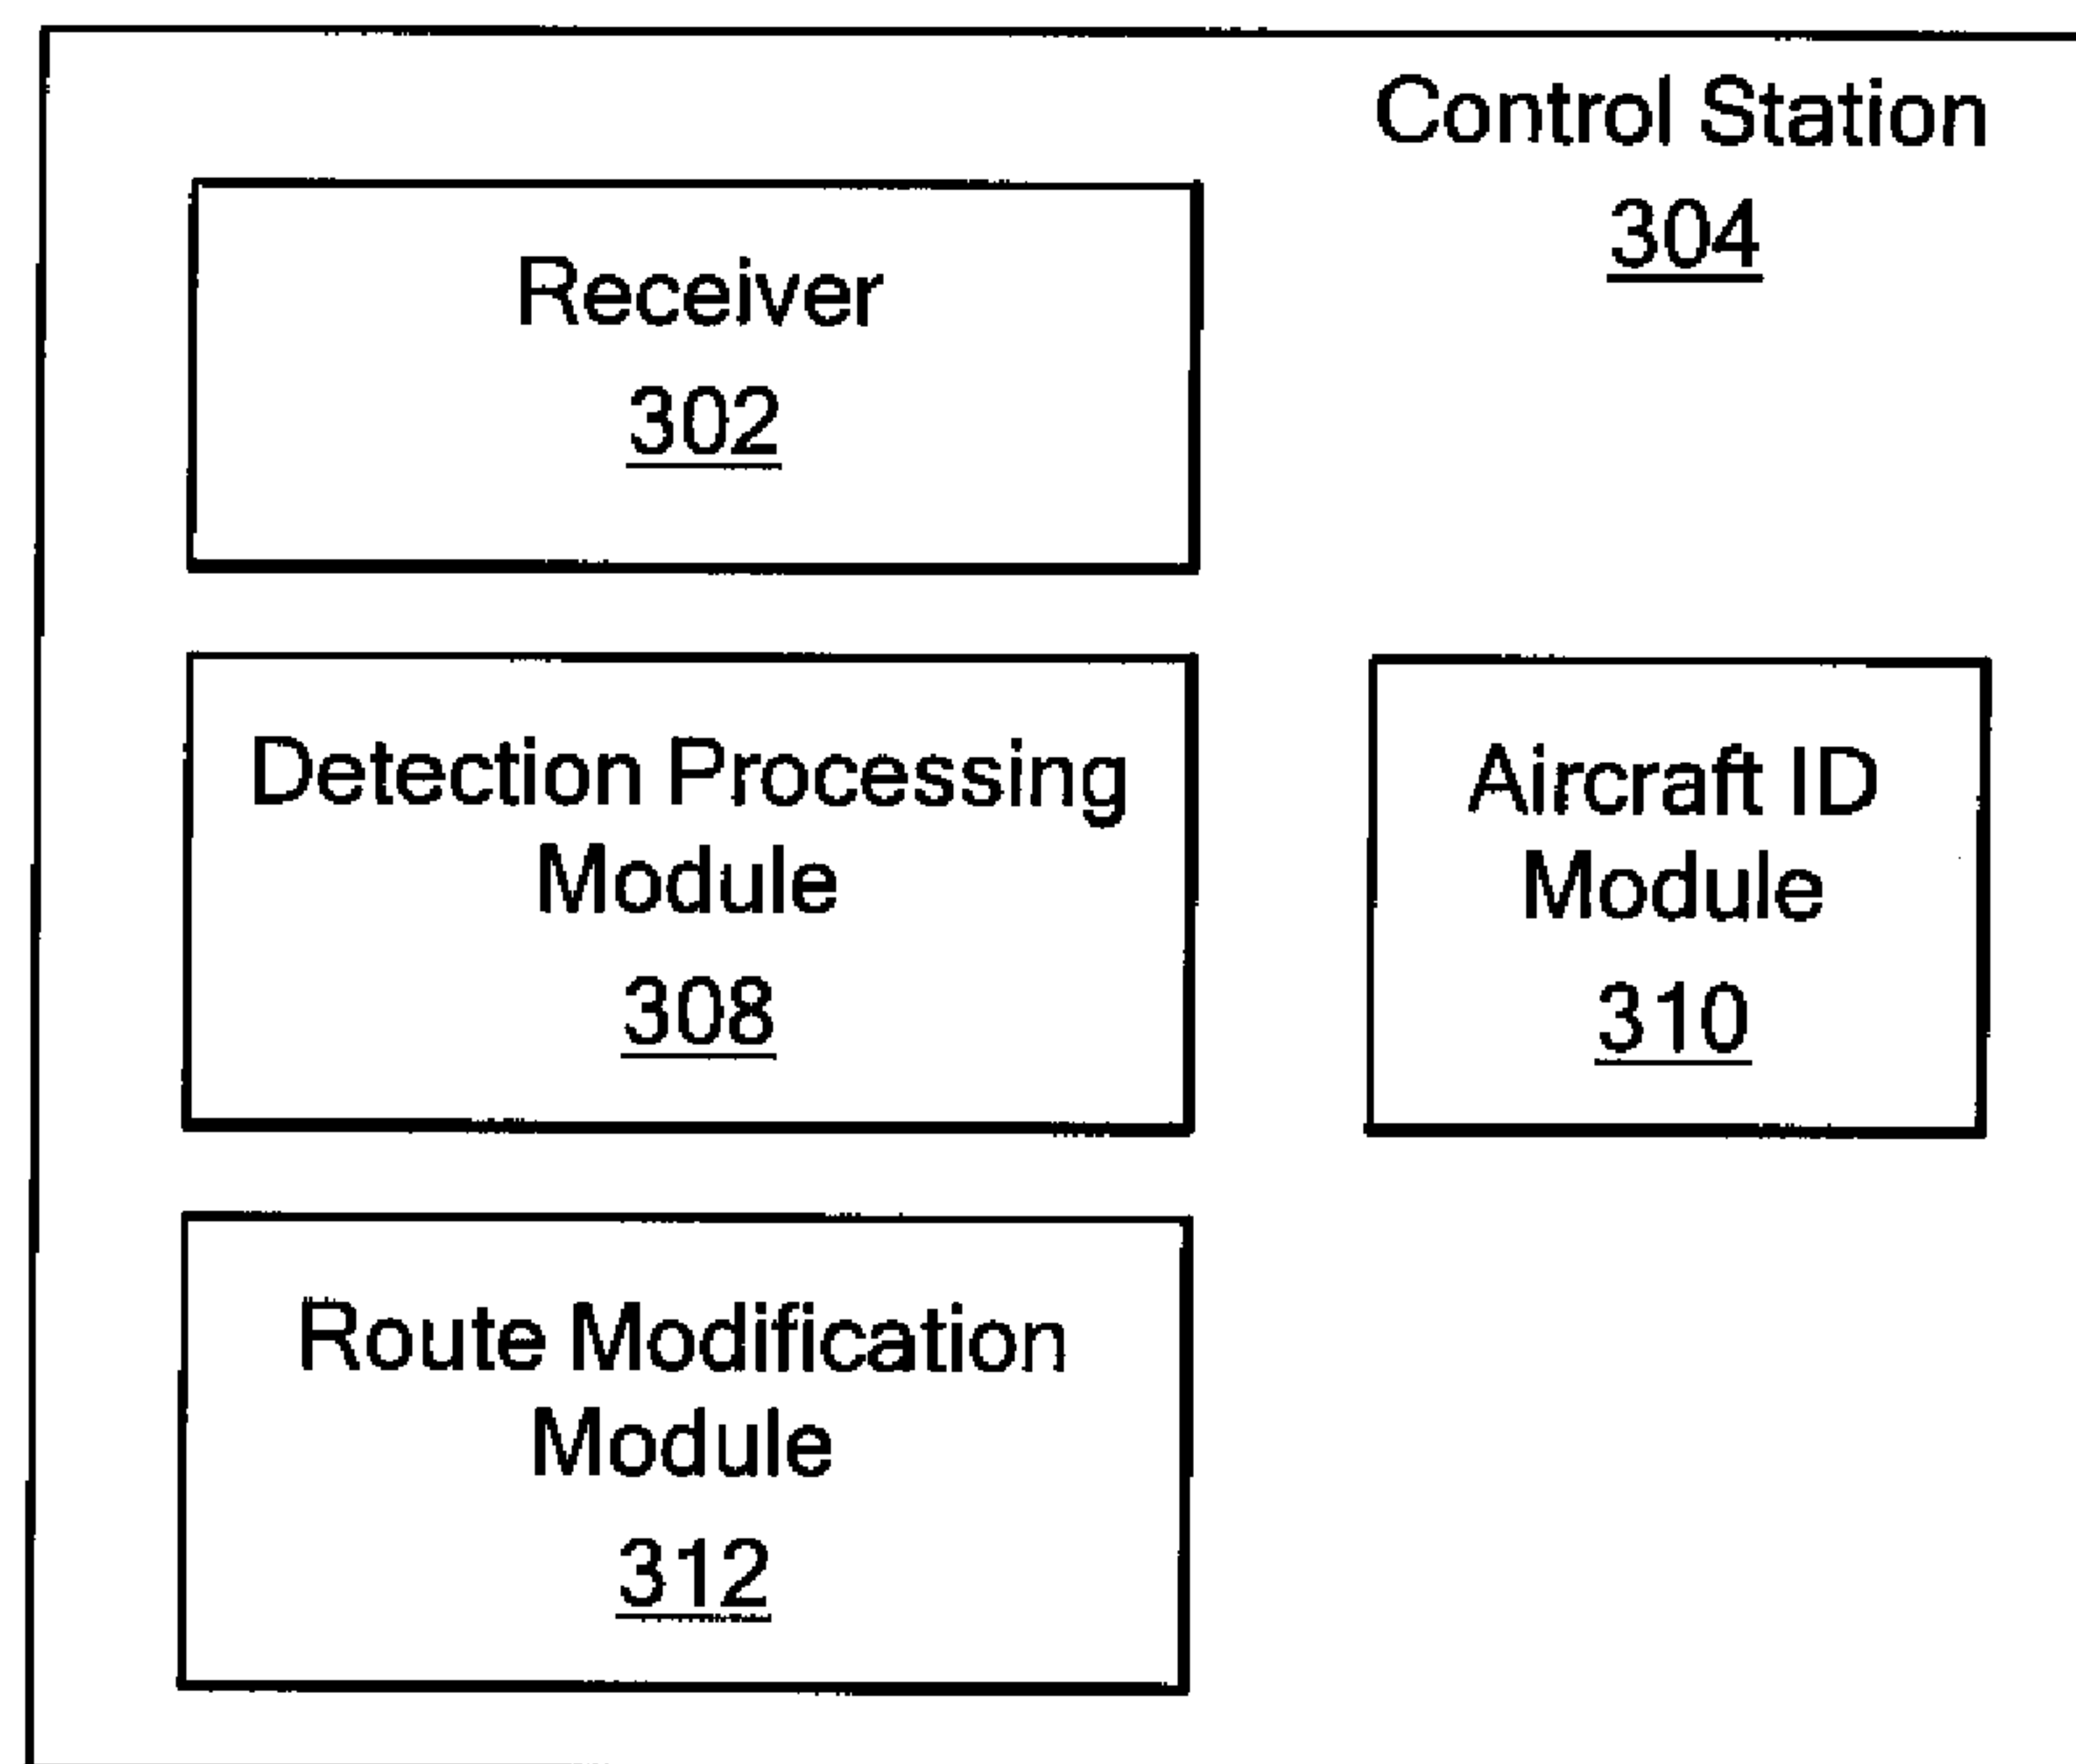 Control Station
304
Receiver
302
Detection Processing
Module
308
Aircraft ID
Module
310
Route Modification
Module
312